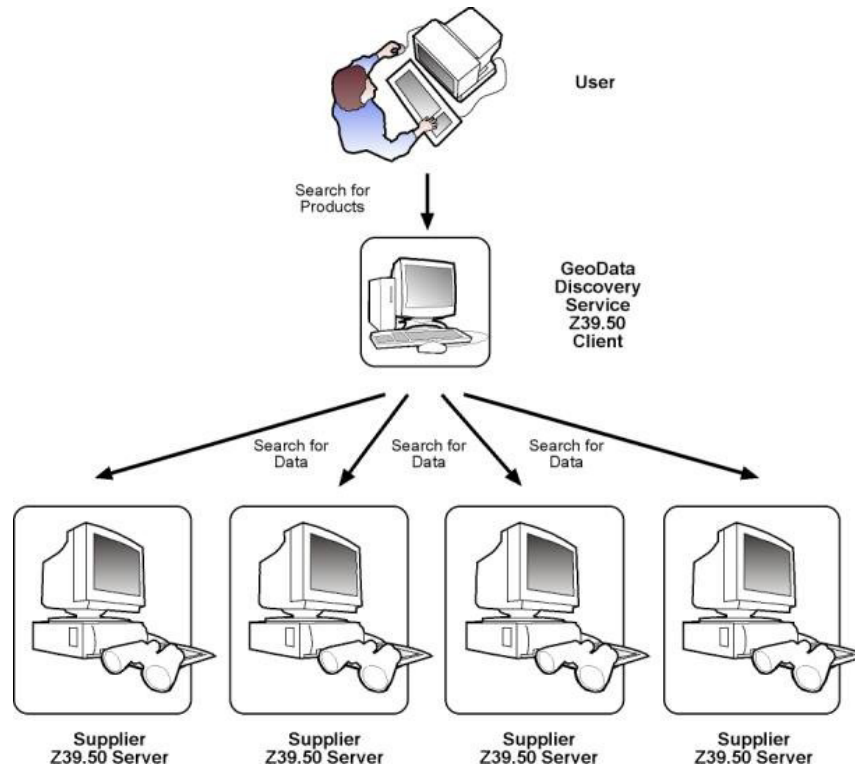 User
Search for
Products
GeoData
Discovery
Service
Z39.50
Client
Search for
Data
Search for
Data
Search for
Data
Supplier
Z39.50 Server
Supplier
Z39.50 Server
Supplier
Z39.50 Server
Supplier
Z39.50 Server